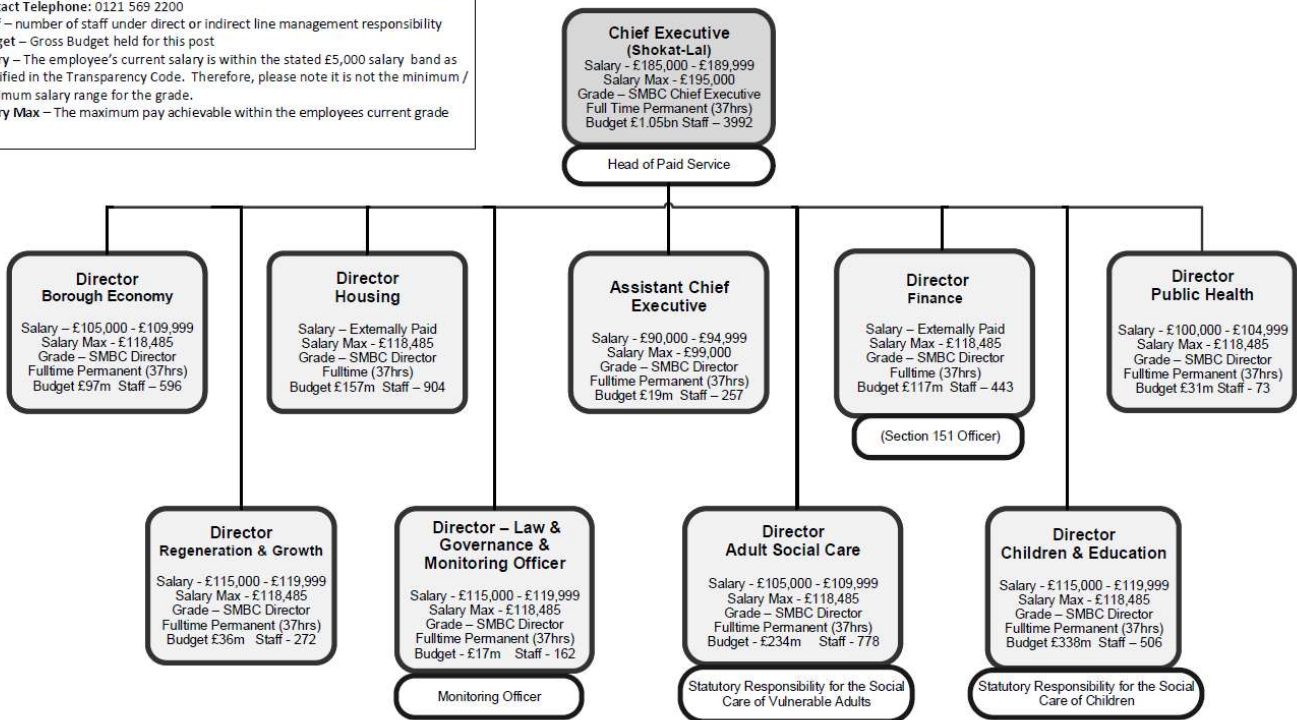 tact Telephone: 0121 569 2200
– number of staff under direct or indirect line management responsibility
get – Gross Budget held for this post
ry – The employee's current salary is within the stated £5,000 salary band as
ified in the Transparency Code. Therefore, please note it is not the minimum /
imum salary range for the grade.
ry Max – The maximum pay achievable within the employees current grade
Chief Executive
(Shokat-Lal)
Salary - £185,000 - £189,999
Salary Max - £195,000
Grade – SMBC Chief Executive
Full Time Permanent (37hrs)
Budget £1.05bn Staff – 3992
Head of Paid Service
Director
Borough Economy
Salary – £105,000 - £109,999
Salary Max - £118,485
Grade – SMBC Director
Fulltime Permanent (37hrs)
Budget £97m Staff – 596
Director
Housing
Salary – Externally Paid
Salary Max - £118,485
Grade – SMBC Director
Fulltime (37hrs)
Budget £157m Staff – 904
Assistant Chief
Executive
Salary - £90,000 - £94,999
Salary Max - £99,000
Grade – SMBC Director
Fulltime Permanent (37hrs)
Budget £19m Staff – 257
Director
Finance
Salary – Externally Paid
Salary Max - £118,485
Grade – SMBC Director
Fulltime (37hrs)
Budget £117m Staff – 443
(Section 151 Officer)
Director
Public Health
Salary - £100,000 - £104,999
Salary Max - £118,485
Grade – SMBC Director
Fulltime Permanent (37hrs)
Budget £31m Staff - 73
Director
Regeneration & Growth
Salary - £115,000 - £119,999
Salary Max - £118,485
Grade – SMBC Director
Fulltime Permanent (37hrs)
Budget £36m Staff - 272
Director – Law &
Governance &
Monitoring Officer
Salary - £115,000 - £119,999
Salary Max - £118,485
Grade – SMBC Director
Fulltime Permanent (37hrs)
Budget - £17m Staff - 162
Monitoring Officer
Director
Adult Social Care
Salary - £105,000 - £109,999
Salary Max - £118,485
Grade – SMBC Director
Fulltime Permanent (37hrs)
Budget - £234m Staff - 778
Statutory Responsibility for the Social
Care of Vulnerable Adults
Director
Children & Education
Salary - £115,000 - £119,999
Salary Max - £118,485
Grade – SMBC Director
Fulltime Permanent (37hrs)
Budget £338m Staff – 506
Statutory Responsibility for the Social
Care of Children